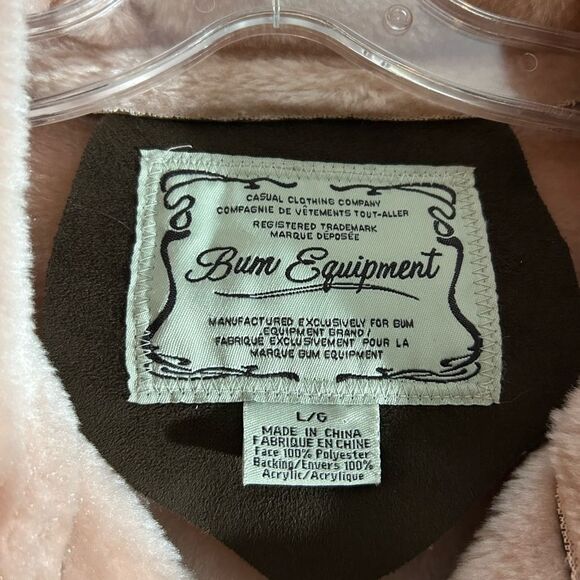 CASUAL CLOTHING COMPANY
COMPAGNIE DE VÊTEMENTS TOUT-ALLER
REGISTERED TRADEMARK
MARQUE DÉPOSÉE
Bum Equipment
MANUFACTURED EXCLUSIVELY FOR BUM
EQUIPMENT BRAND/
FABRIQUE EXCLUSIVEMENT POUR LA
MARQUE BUM EQUIPMENT
L/G
MADE IN CHINA
FABRIQUE EN CHINE
Face 100% Polyester
Backing/Envers 100%
Acrylic/Acrylique